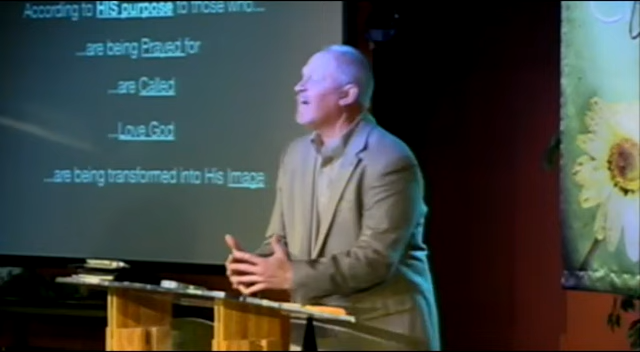 According to HIS purpose to those who...
...are being Prayed for
...are Called
...Love God
...are being transformed into His Image